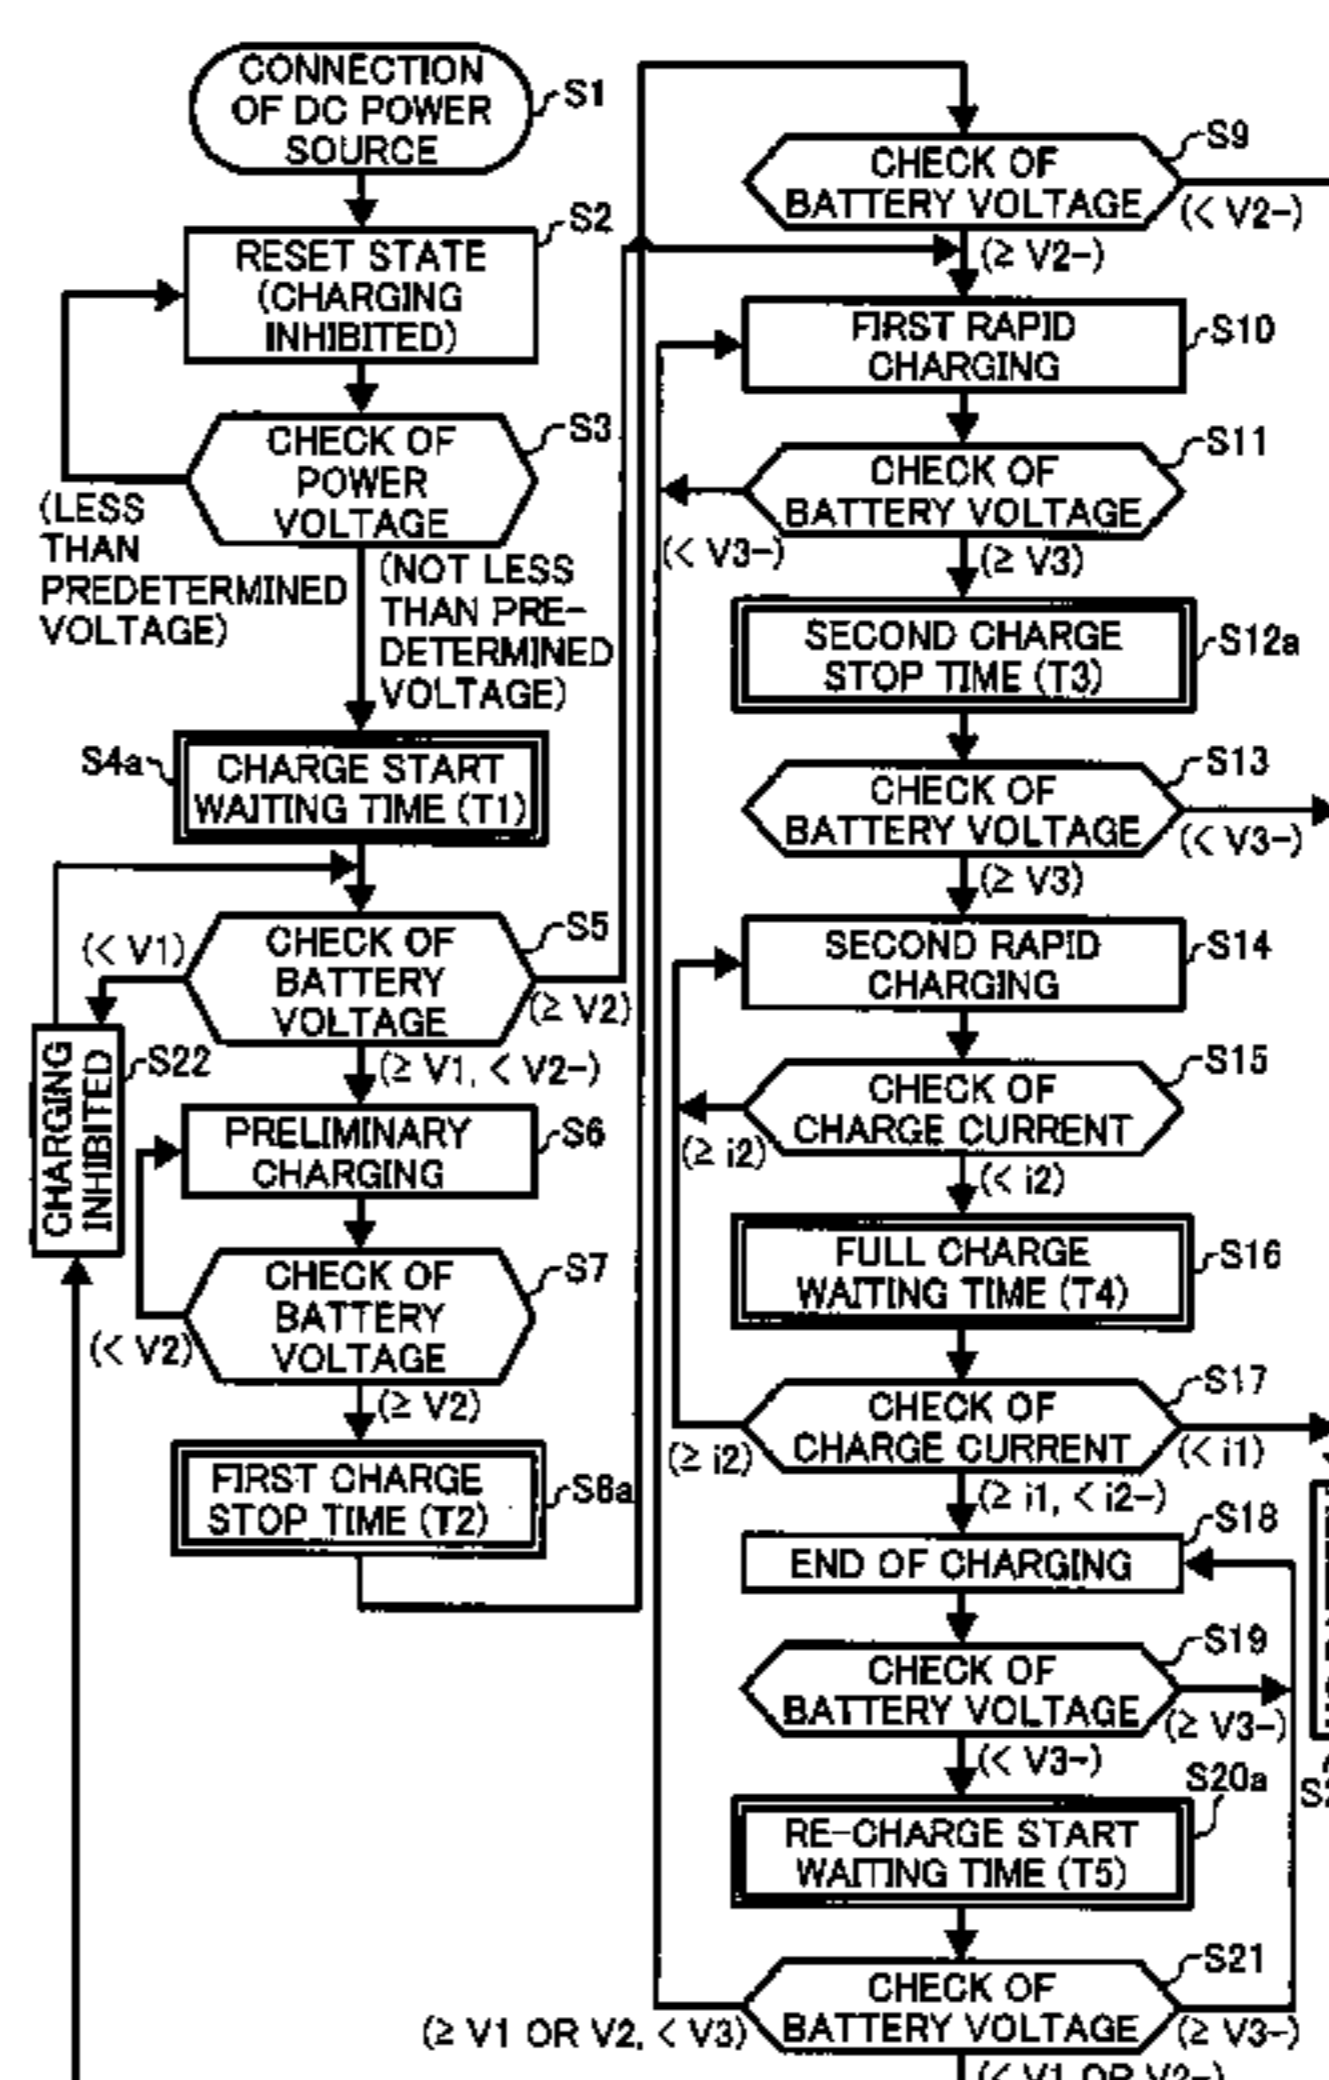 CONNECTION
OF DC POWER
SOURCE
S1
RESET STATE
(CHARGING
INHIBITED)
S2
CHECK OF
POWER
VOLTAGE
S3
(LESS
THAN
PREDETERMINED
VOLTAGE)
(NOT LESS
THAN PRE-
DETERMINED
VOLTAGE)
S4a
CHARGE START
WAITING TIME (T1)
CHECK OF
BATTERY
VOLTAGE
S5
(< V1)
(≥ V2)
(≥ V1, < V2-)
CHARGING
INHIBITED
S22
PRELIMINARY
CHARGING
S6
CHECK OF
BATTERY
VOLTAGE
S7
(< V2)
(≥ V2)
FIRST CHARGE
STOP TIME (T2)
S8a
CHECK OF
BATTERY VOLTAGE
S9
(< V2-)
(≥ V2-)
FIRST RAPID
CHARGING
S10
CHECK OF
BATTERY VOLTAGE
S11
(< V3-)
(≥ V3)
SECOND CHARGE
STOP TIME (T3)
S12a
CHECK OF
BATTERY VOLTAGE
S13
(< V3-)
(≥ V3)
SECOND RAPID
CHARGING
S14
CHECK OF
CHARGE CURRENT
S15
(≥ i2)
(< i2)
FULL CHARGE
WAITING TIME (T4)
S16
CHECK OF
CHARGE CURRENT
S17
(≥ i2)
(< i1)
(≥ i1, < i2-)
END OF CHARGING
S18
CHECK OF
BATTERY VOLTAGE
S19
(≥ V3-)
(< V3-)
RE-CHARGE START
WAITING TIME (T5)
S20a
CHECK OF
BATTERY VOLTAGE
S21
(≥ V1 OR V2, < V3)
(≥ V3-)
(< V1 OR V2-)